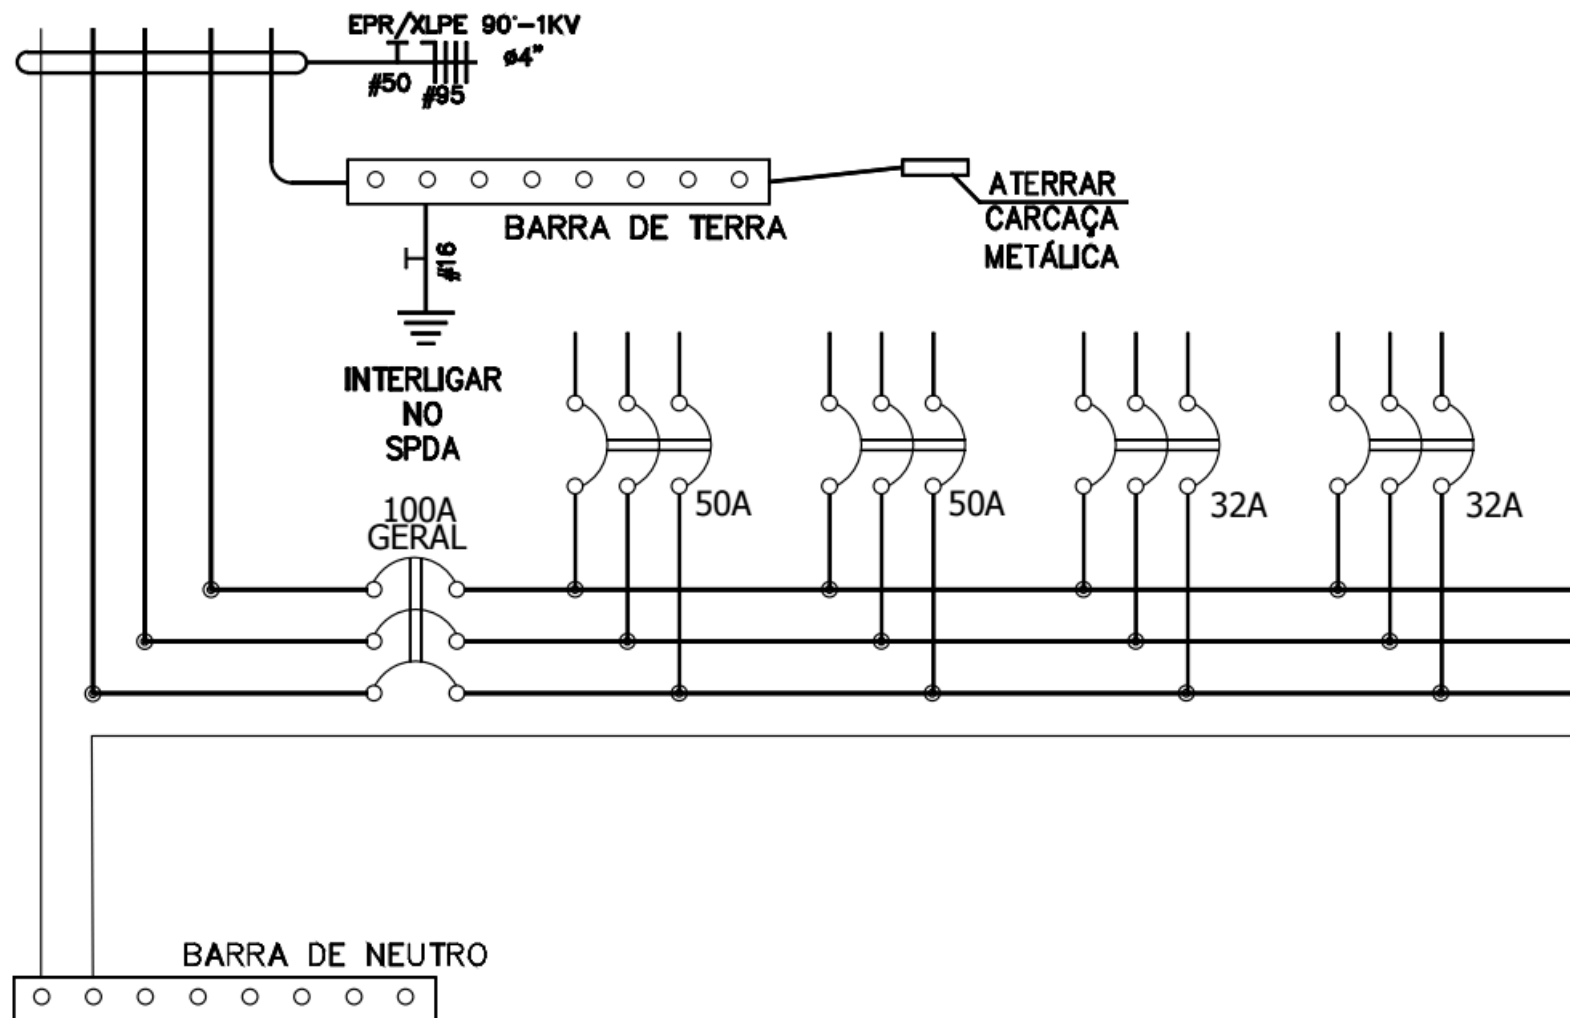 EPR/XLPE 90°-1KV
ø4"
#50
#95
ATERRAR
CARCAÇA
METÁLICA
BARRA DE TERRA
#16
INTERLIGAR
NO
SPDA
100A
GERAL
50A
50A
32A
32A
BARRA DE NEUTRO